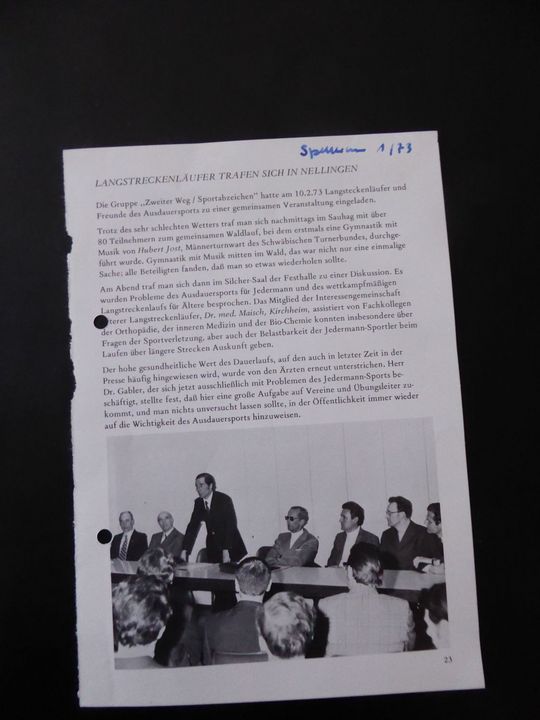 1/73
LANGSTRECKENLÄUFER TRAFEN SICH IN NELLINGEN
Die Gruppe „Zweiter Weg / Sportabzeichen" hatte am 10.2.73 Langstreckenläufer und
Freunde des Ausdauersports zu einer gemeinsamen Veranstaltung eingeladen.
Trotz des sehr schlechten Wetters traf man sich nachmittags im Sauhag mit über
80 Teilnehmern zum gemeinsamen Waldlauf, bei dem erstmals eine Gymnastik mit
Musik von Hubert Jost, Männerturnwart des Schwäbischen Turnerbundes, durchge-
führt wurde. Gymnastik mit Musik mitten im Wald, das war nicht nur eine einmalige
Sache; alle Beteiligten fanden, daß man so etwas wiederholen sollte.
Am Abend traf man sich dann im Silcher-Saal der Festhalle zu einer Diskussion. Es
wurden Probleme des Ausdauersports für Jedermann und des wettkampfmäßigen
Langstreckenlaufs für Ältere besprochen. Das Mitglied der Interessengemeinschaft
älterer Langstreckenläufer, Dr. med. Maisch, Kirchheim, assistiert von Fachkollegen
der Orthopädie, der inneren Medizin und der Bio-Chemie konnten insbesondere über
Fragen der Sportverletzung, aber auch der Belastbarkeit der Jedermann-Sportler beim
Laufen über längere Strecken Auskunft geben.
Der hohe gesundheitliche Wert des Dauerlaufs, auf den auch in letzter Zeit in der
Presse häufig hingewiesen wird, wurde von den Ärzten erneut unterstrichen. Herr
Dr. Gabler, der sich jetzt ausschließlich mit Problemen des Jedermann-Sports be-
schäftigt, stellte fest, daß hier eine große Aufgabe auf Vereine und Übungsleiter zu-
kommt, und man nichts unversucht lassen sollte, in der Öffentlichkeit immer wieder
auf die Wichtigkeit des Ausdauersports hinzuweisen.
23